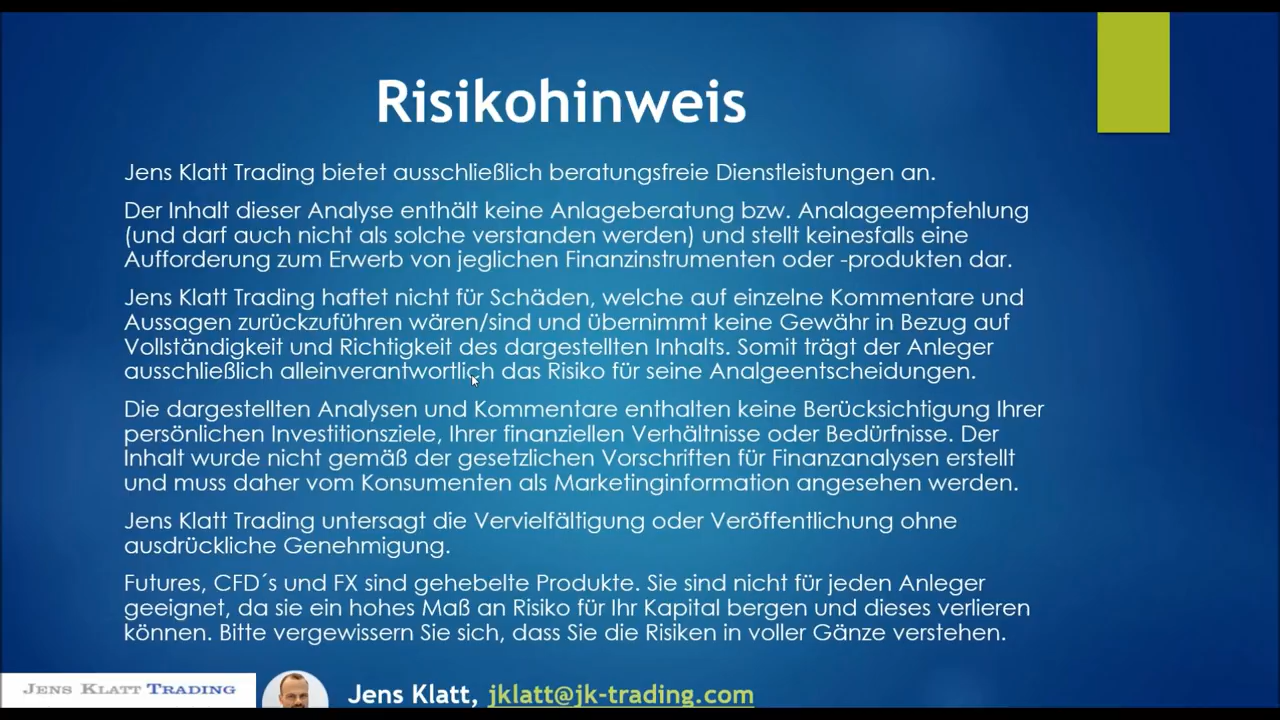 Risikohinweis
Jens Klatt Trading bietet ausschließlich beratungsfreie Dienstleistungen an.
Der Inhalt dieser Analyse enthält keine Anlageberatung bzw. Analageempfehlung
(und darf auch nicht als solche verstanden werden) und stellt keinesfalls eine
Aufforderung zum Erwerb von jeglichen Finanzinstrumenten oder -produkten dar.
Jens Klatt Trading haftet nicht für Schäden, welche auf einzelne Kommentare und
Aussagen zurückzuführen wären/sind und übernimmt keine Gewähr in Bezug auf
Vollständigkeit und Richtigkeit des dargestellten Inhalts. Somit trägt der Anleger
ausschließlich alleinverantwortlich das Risiko für seine Analgeentscheidungen.
Die dargestellten Analysen und Kommentare enthalten keine Berücksichtigung Ihrer
persönlichen Investitionsziele, Ihrer finanziellen Verhältnisse oder Bedürfnisse. Der
Inhalt wurde nicht gemäß der gesetzlichen Vorschriften für Finanzanalysen erstellt
und muss daher vom Konsumenten als Marketinginformation angesehen werden.
Jens Klatt Trading untersagt die Vervielfältigung oder Veröffentlichung ohne
ausdrückliche Genehmigung.
Futures, CFD´s und FX sind gehebelte Produkte. Sie sind nicht für jeden Anleger
geeignet, da sie ein hohes Maß an Risiko für Ihr Kapital bergen und dieses verlieren
können. Bitte vergewissern Sie sich, dass Sie die Risiken in voller Gänze verstehen.
JENS KLATT TRADING
Jens Klatt, jklatt@jk-trading.com